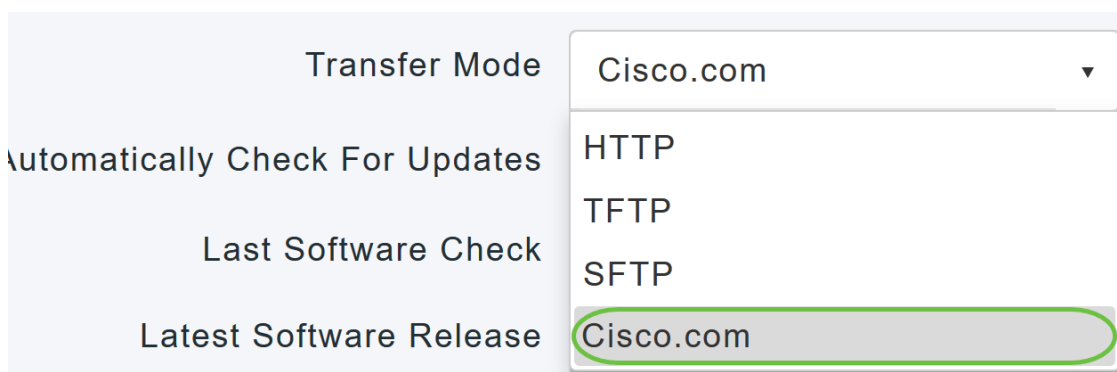 Transfer Mode Cisco.com
HTTP
Automatically Check For Updates
TFTP
Last Software Check
SFTP
Latest Software Release Cisco.com